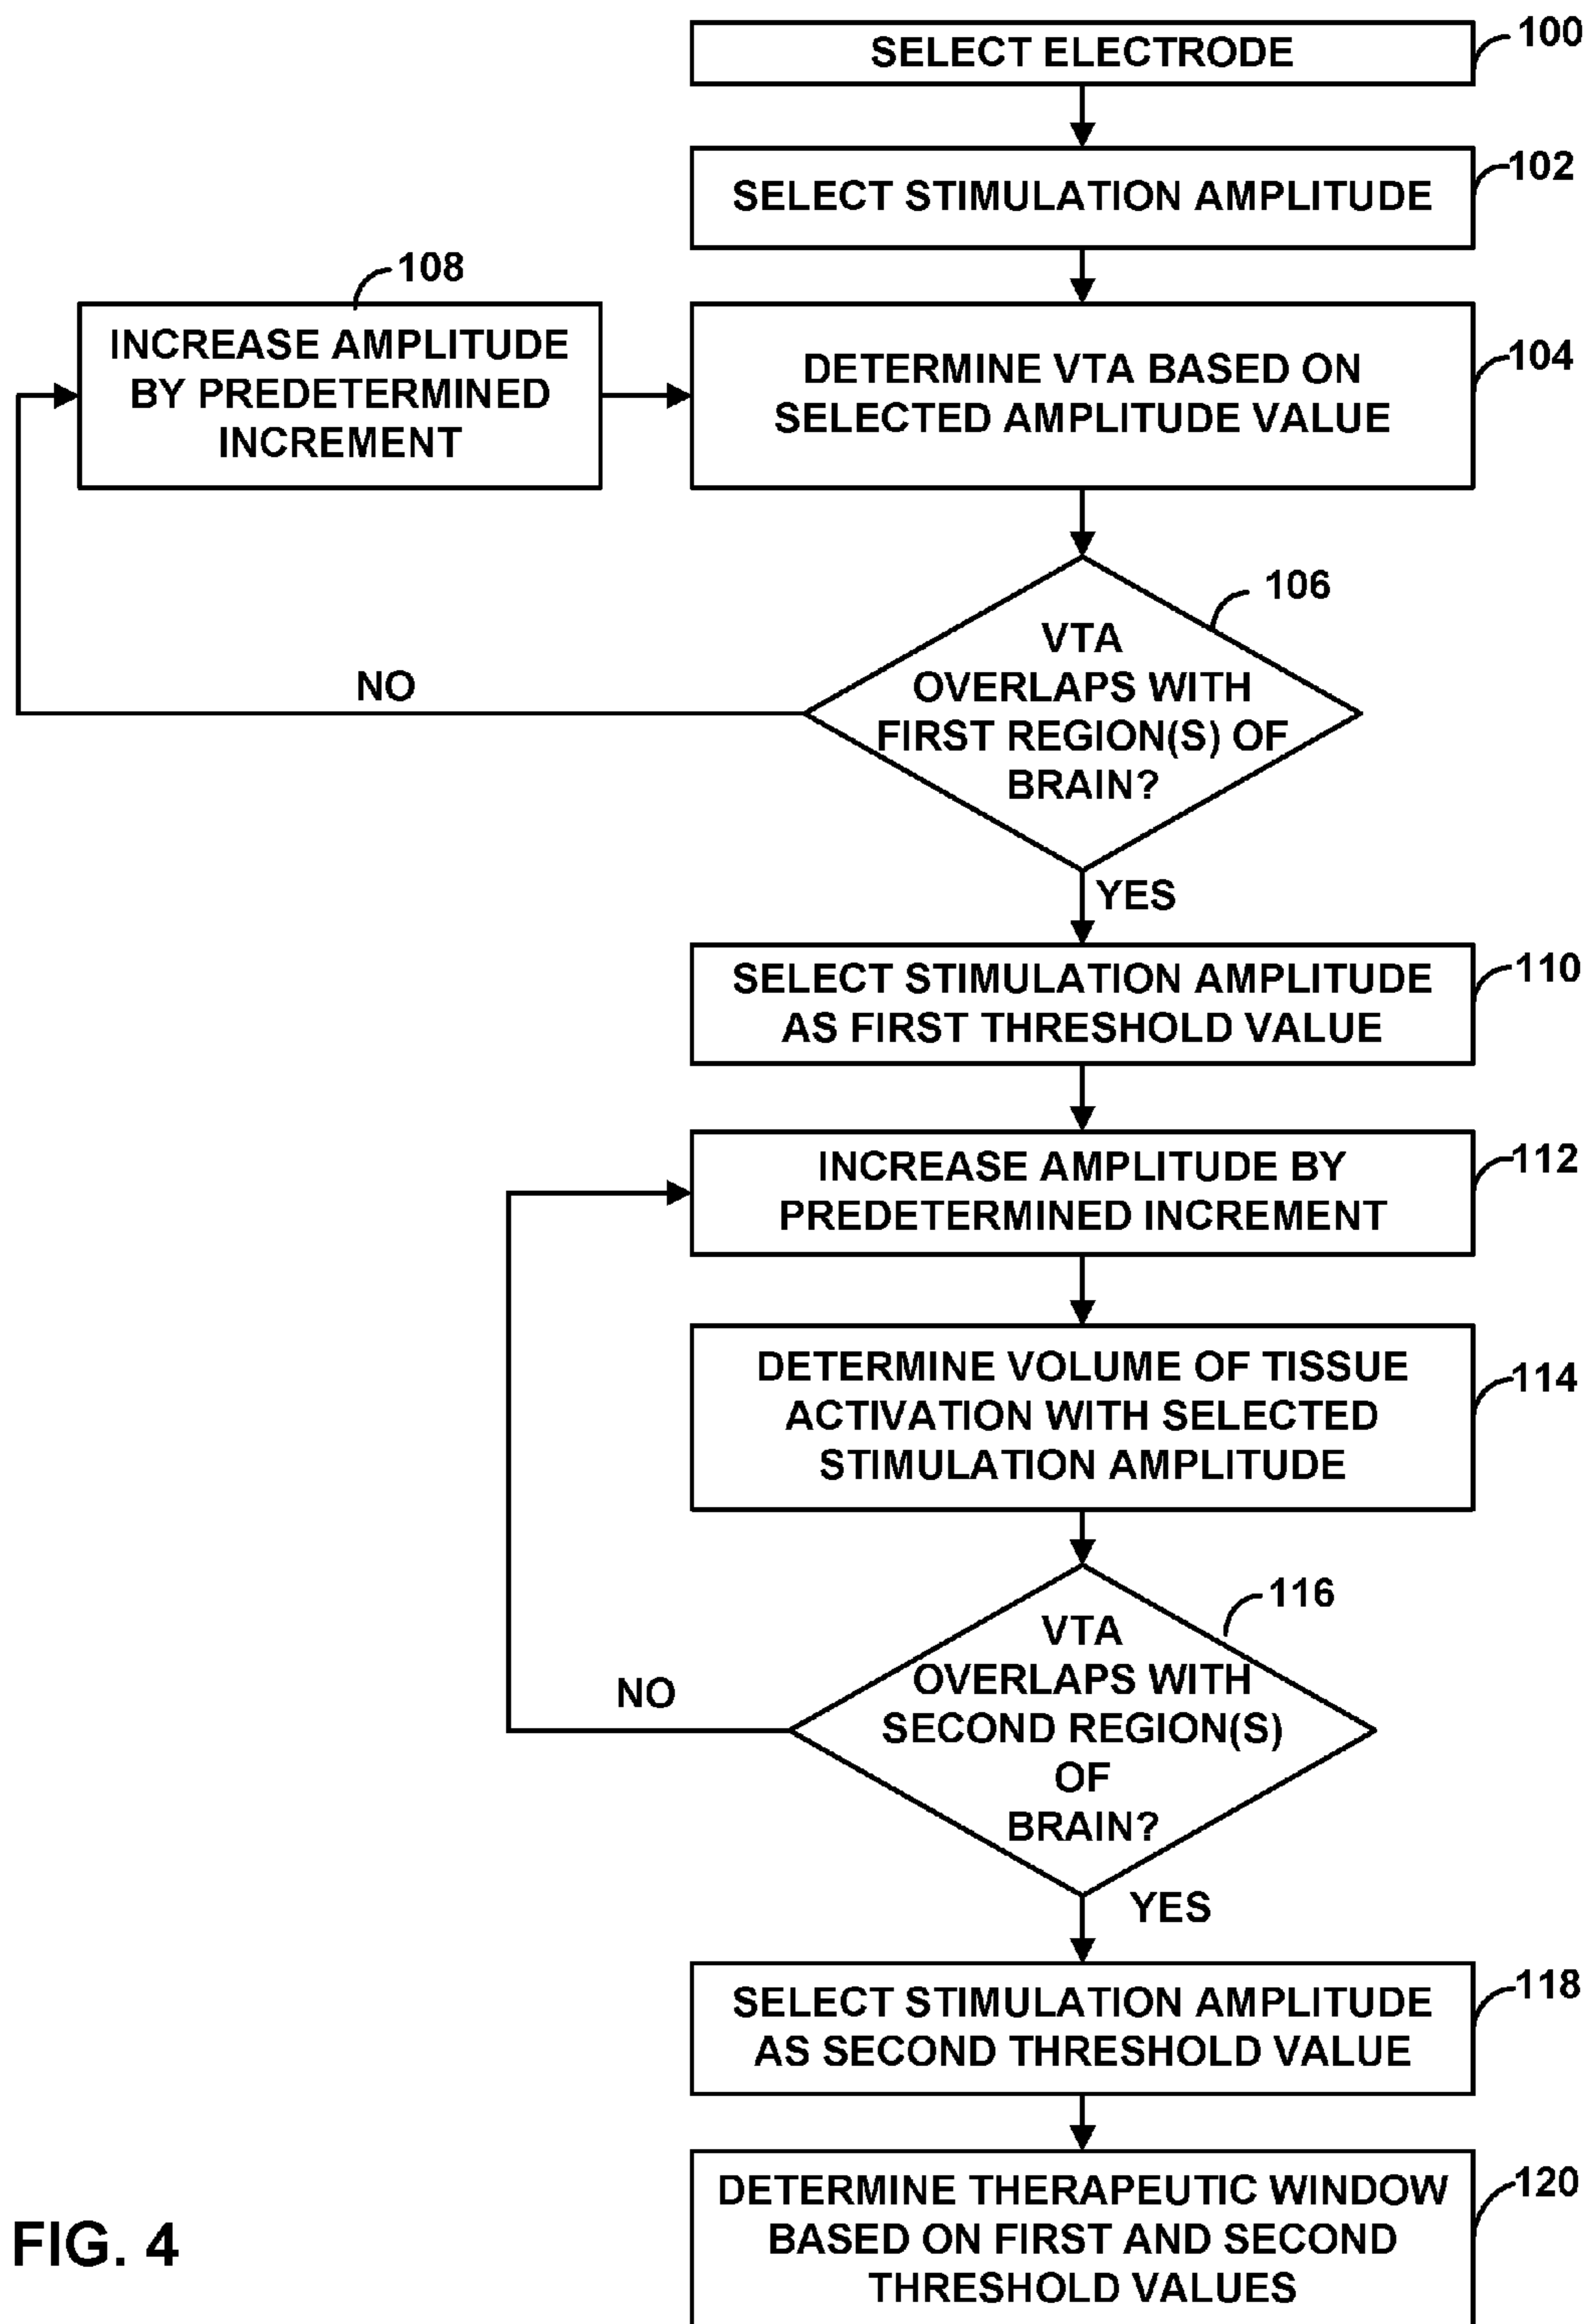 SELECT ELECTRODE
100
SELECT STIMULATION AMPLITUDE
102
108
INCREASE AMPLITUDE
BY PREDETERMINED
INCREMENT
DETERMINE VTA BASED ON
SELECTED AMPLITUDE VALUE
104
106
VTA
OVERLAPS WITH
FIRST REGION(S) OF
BRAIN?
NO
YES
SELECT STIMULATION AMPLITUDE
AS FIRST THRESHOLD VALUE
110
INCREASE AMPLITUDE BY
PREDETERMINED INCREMENT
112
DETERMINE VOLUME OF TISSUE
ACTIVATION WITH SELECTED
STIMULATION AMPLITUDE
114
116
VTA
OVERLAPS WITH
SECOND REGION(S)
OF
BRAIN?
NO
YES
SELECT STIMULATION AMPLITUDE
AS SECOND THRESHOLD VALUE
118
DETERMINE THERAPEUTIC WINDOW
BASED ON FIRST AND SECOND
THRESHOLD VALUES
120
FIG. 4